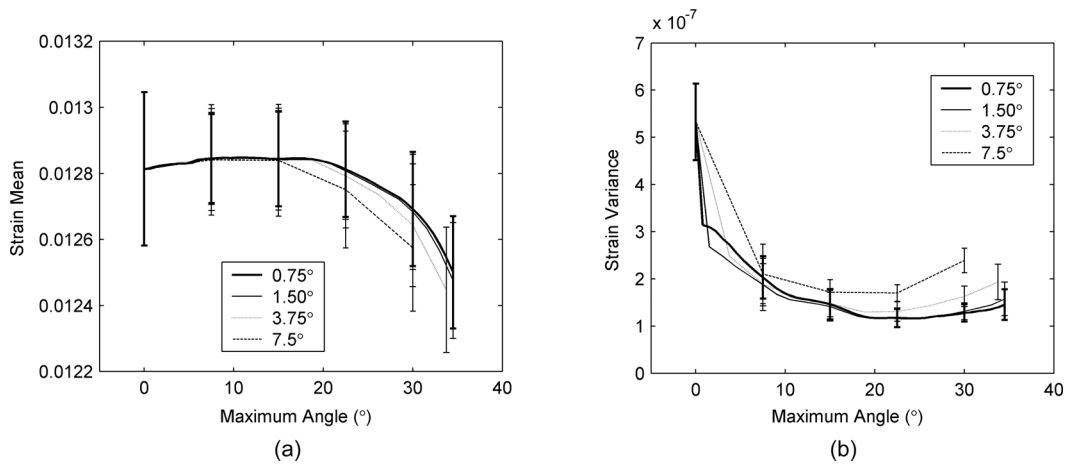 0.0132
0.013
0.0128
0.0126
0.0124
0.0122
Strain Mean
0 10 20 30 40
Maximum Angle (°)
0.75°
1.50°
3.75°
7.5°
(a)
x 10⁻⁷
7
6
5
4
3
2
1
0
Strain Variance
0 10 20 30 40
Maximum Angle (°)
0.75°
1.50°
3.75°
7.5°
(b)